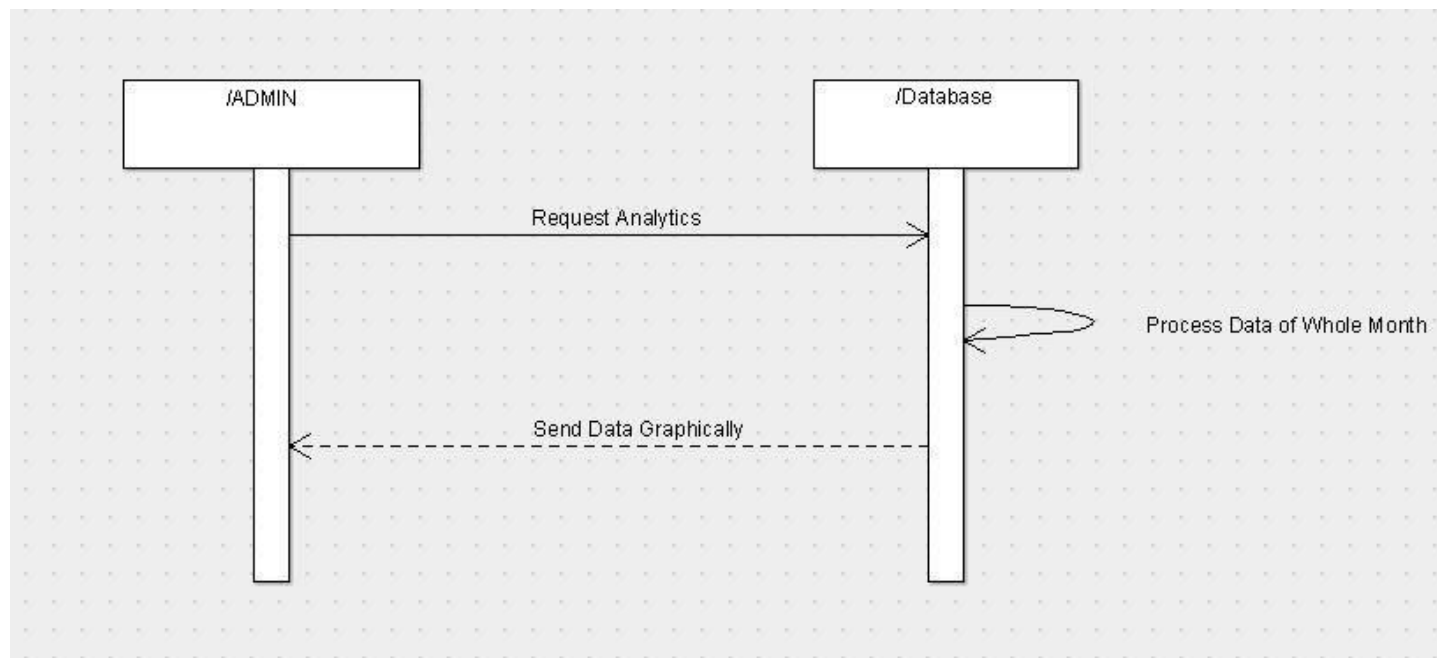 /ADMIN
/Database
Request Analytics
Process Data of Whole Month
Send Data Graphically